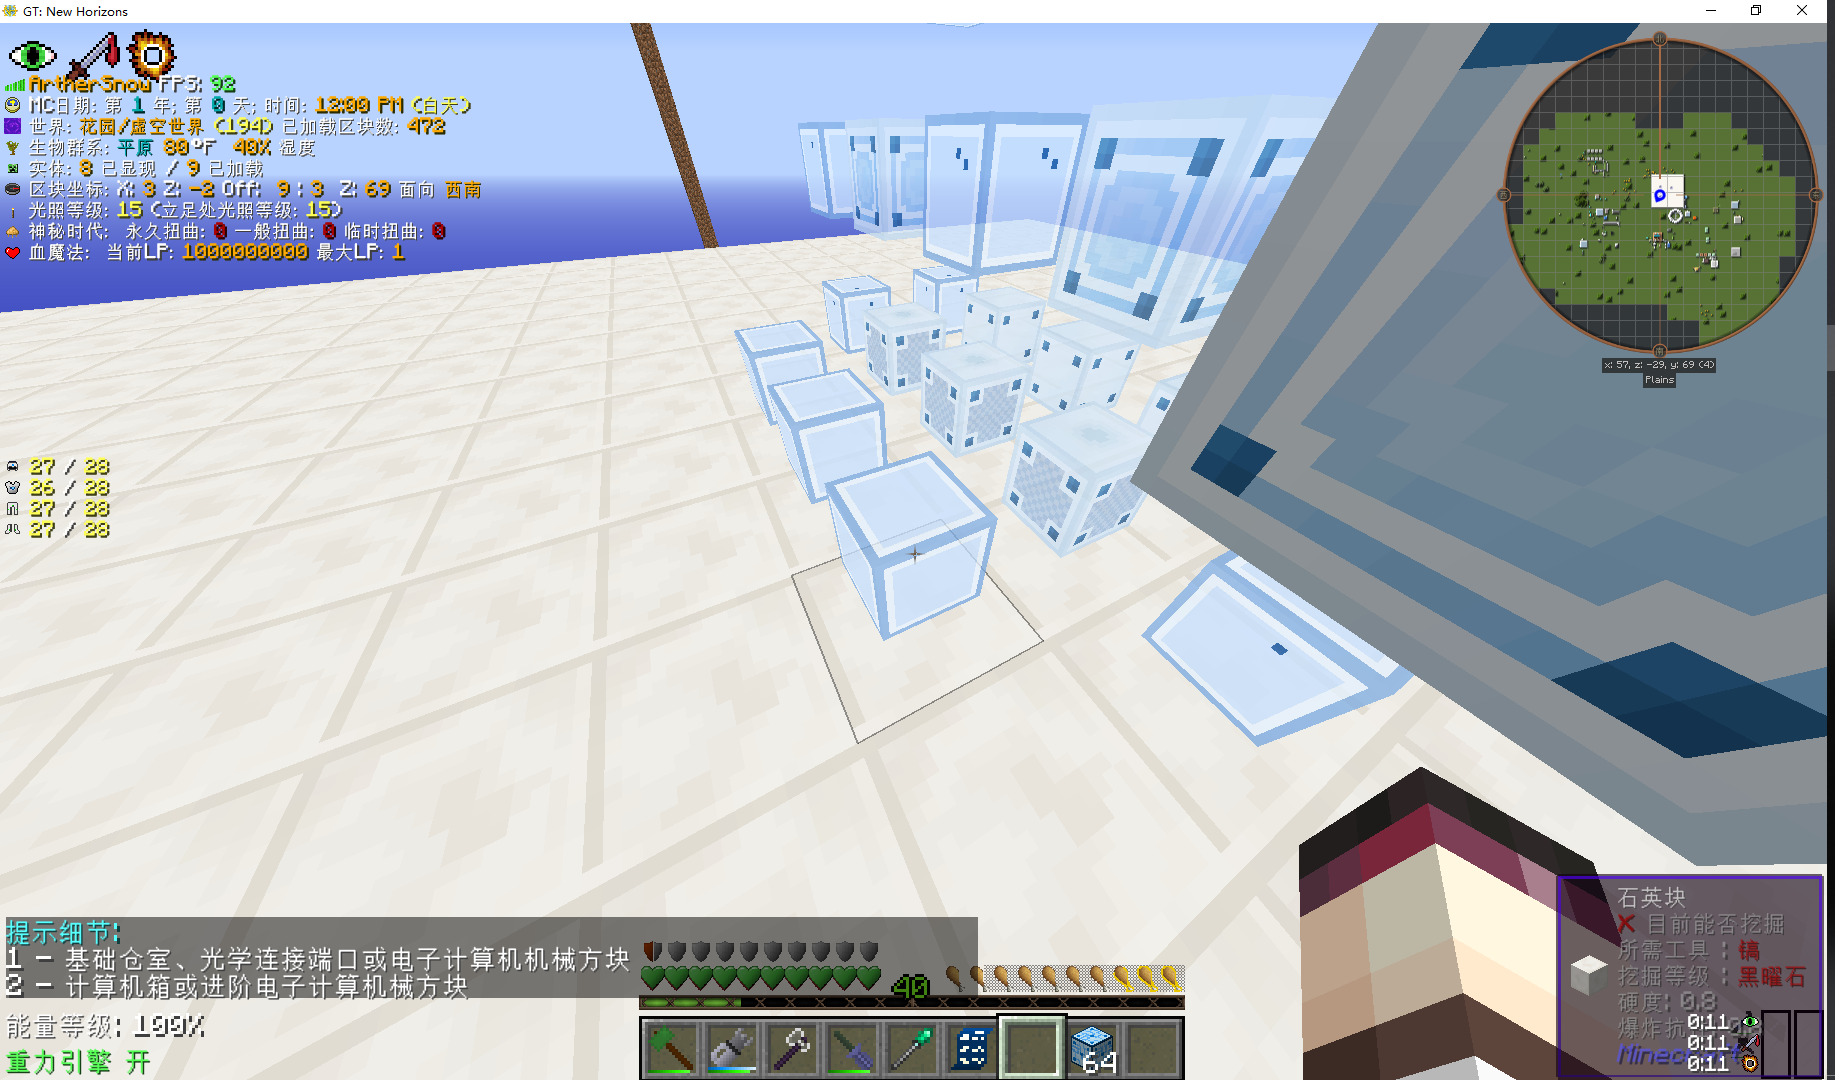 GT: New Horizons
ArtherSnow FPS: 92
MC日期: 第 1 年; 第 0 天; 时间: 12:00 PM (白天)
世界: 花园/虚空世界 (194) 已加载区块数: 472
生物群系: 平原 80°F 40% 湿度
实体: 8 已显现 / 9 已加载
区块坐标: X: 3 Z: -2 Off: 9 : 3 Z: 69 面向 西南
光照等级: 15 (立足处光照等级: 15)
神秘时代: 永久扭曲: 0 一般扭曲: 0 临时扭曲: 0
血魔法: 当前LP: 1000000000 最大LP: 1
x: 57, z: -29, y: 69 (4)
Plains
27 / 28
26 / 28
27 / 28
27 / 28
提示细节:
1 - 基础仓室、光学连接端口或电子计算机机械方块
2 - 计算机箱或进阶电子计算机械方块
能量等级: 100%
重力引擎 开
40
64
石英块
✗ 目前能否挖掘
所需工具 : 镐
挖掘等级 : 黑曜石
硬度: 0.8
爆炸抗
Minecraft
0:11
0:11
0:11